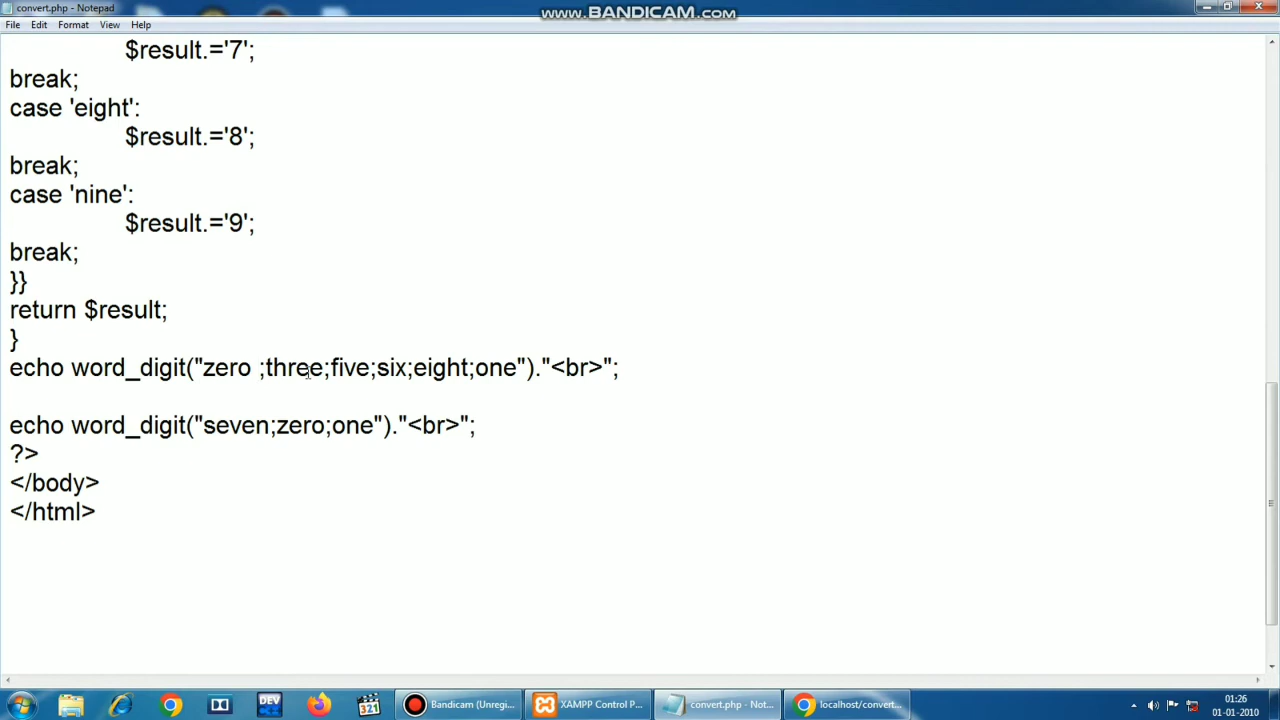 convert.php - Notepad
www.BANDICAM.com
File Edit Format View Help
$result.='7';
break;
case 'eight':
$result.='8';
break;
case 'nine':
$result.='9';
break;
}}
return $result;
}
echo word_digit("zero ;three;five;six;eight;one")."<br>";
echo word_digit("seven;zero;one")."<br>";
?>
</body>
</html>
DEV
321
Bandicam (Unregi...
XAMPP Control P...
convert.php - Not...
localhost/convert...
01:26
01-01-2010